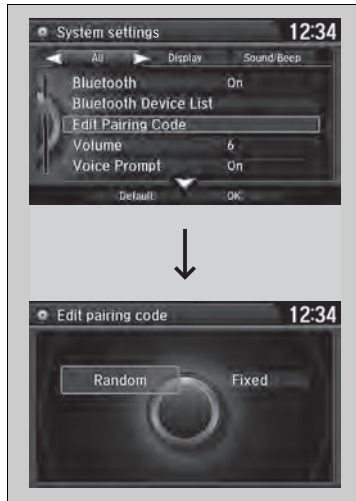 System settings 12:34
All Display Sound/Beep
Bluetooth On
Bluetooth Device List
Edit Pairing Code
Volume 6
Voice Prompt On
Default OK
Edit pairing code 12:34
Random Fixed